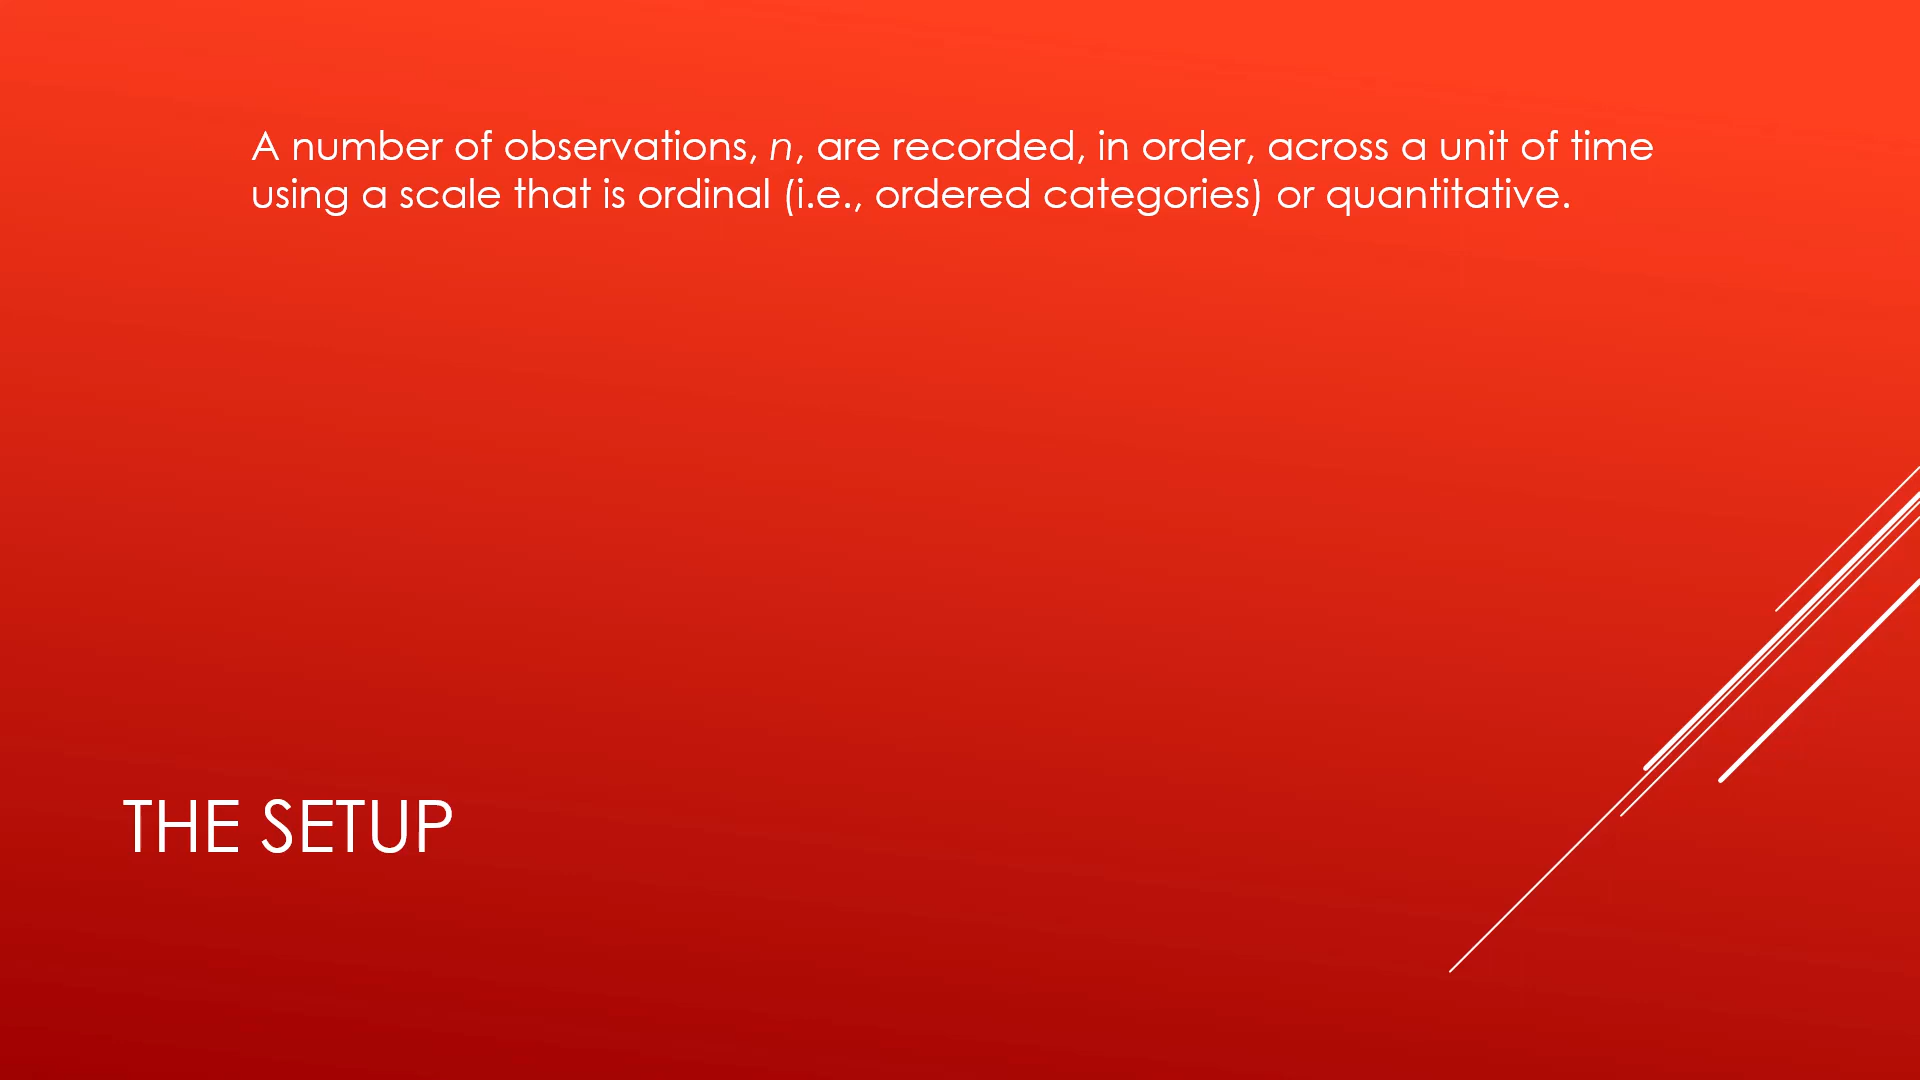 A number of observations, n, are recorded, in order, across a unit of time
using a scale that is ordinal (i.e., ordered categories) or quantitative.
THE SETUP